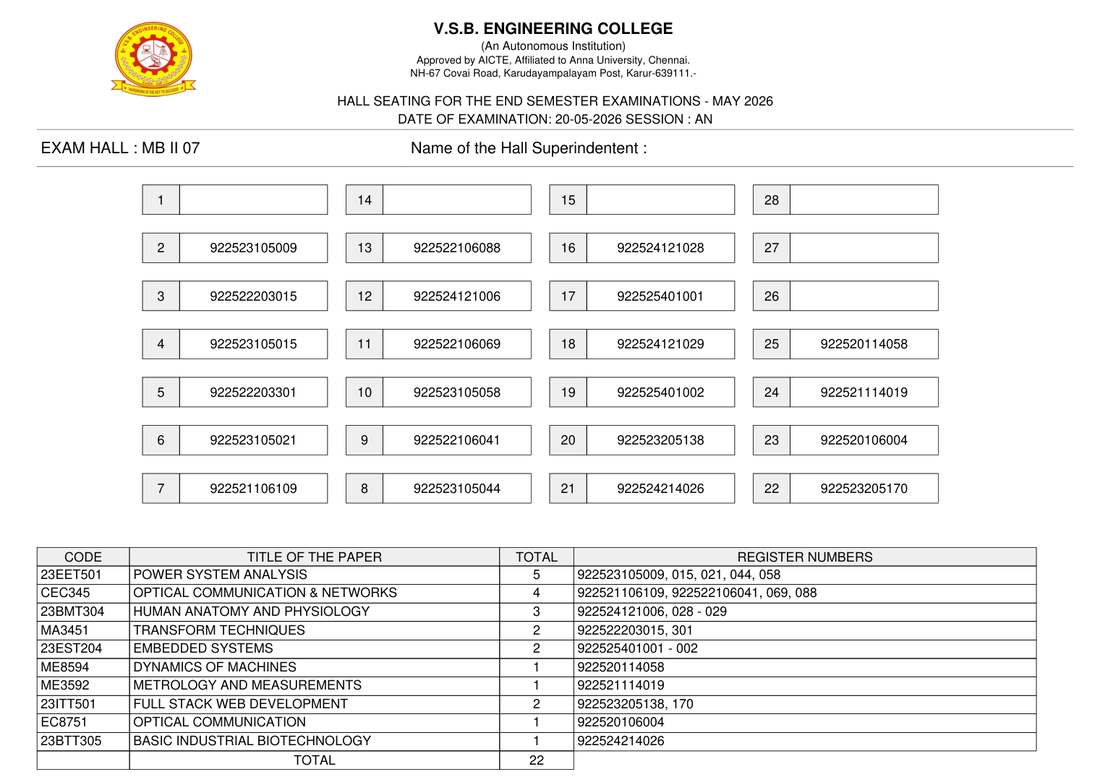 V.S.B. ENGINEERING COLLEGE
(An Autonomous Institution)
Approved by AICTE, Affiliated to Anna University, Chennai.
NH-67 Covai Road, Karudayampalayam Post, Karur-639111.-
HALL SEATING FOR THE END SEMESTER EXAMINATIONS - MAY 2026
DATE OF EXAMINATION: 20-05-2026 SESSION : AN
EXAM HALL : MB II 07 Name of the Hall Superindentent :
1 14 15 28
2 922523105009 13 922522106088 16 922524121028 27
3 922522203015 12 922524121006 17 922525401001 26
4 922523105015 11 922522106069 18 922524121029 25 922520114058
5 922522203301 10 922523105058 19 922525401002 24 922521114019
6 922523105021 9 922522106041 20 922523205138 23 922520106004
7 922521106109 8 922523105044 21 922524214026 22 922523205170
CODE TITLE OF THE PAPER TOTAL REGISTER NUMBERS
23EET501 POWER SYSTEM ANALYSIS 5 922523105009, 015, 021, 044, 058
CEC345 OPTICAL COMMUNICATION & NETWORKS 4 922521106109, 922522106041, 069, 088
23BMT304 HUMAN ANATOMY AND PHYSIOLOGY 3 922524121006, 028 - 029
MA3451 TRANSFORM TECHNIQUES 2 922522203015, 301
23EST204 EMBEDDED SYSTEMS 2 922525401001 - 002
ME8594 DYNAMICS OF MACHINES 1 922520114058
ME3592 METROLOGY AND MEASUREMENTS 1 922521114019
23ITT501 FULL STACK WEB DEVELOPMENT 2 922523205138, 170
EC8751 OPTICAL COMMUNICATION 1 922520106004
23BTT305 BASIC INDUSTRIAL BIOTECHNOLOGY 1 922524214026
TOTAL 22